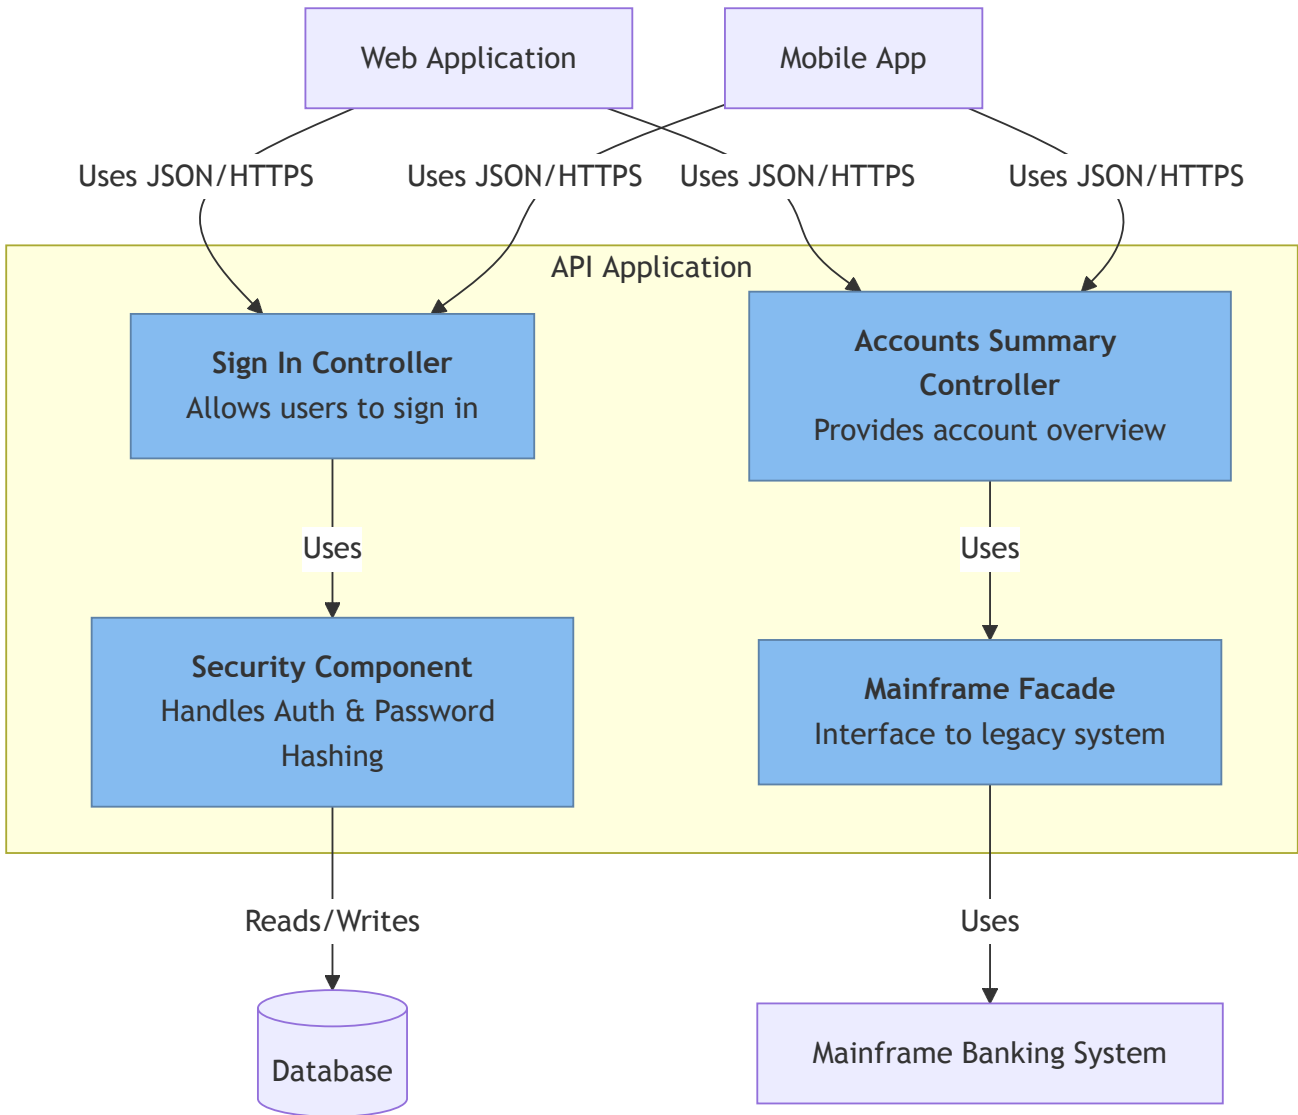 Web Application
Mobile App
Uses JSON/HTTPS
Uses JSON/HTTPS
Uses JSON/HTTPS
Uses JSON/HTTPS
API Application
Sign In Controller
Allows users to sign in
Accounts Summary
Controller
Provides account overview
Uses
Uses
Security Component
Handles Auth & Password
Hashing
Mainframe Facade
Interface to legacy system
Reads/Writes
Uses
Database
Mainframe Banking System